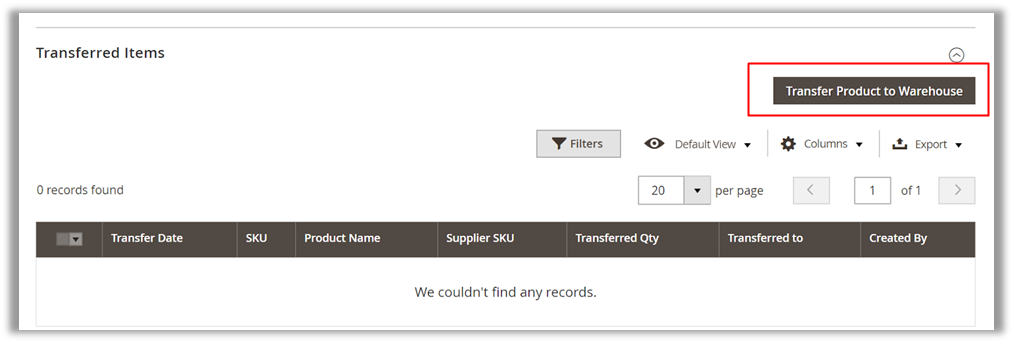 Transferred Items
Transfer Product to Warehouse
Filters Default View Columns Export
0 records found 20 per page 1 of 1
Transfer Date SKU Product Name Supplier SKU Transferred Qty Transferred to Created By
We couldn't find any records.